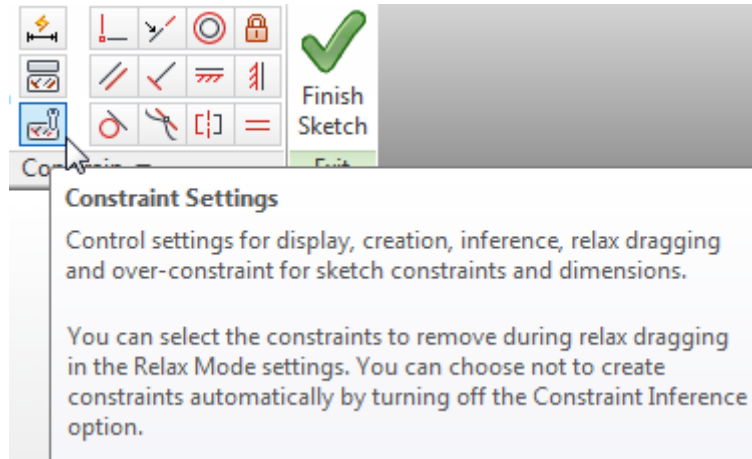 Finish
Sketch
Constrain
Exit
Constraint Settings
Control settings for display, creation, inference, relax dragging
and over-constraint for sketch constraints and dimensions.
You can select the constraints to remove during relax dragging
in the Relax Mode settings. You can choose not to create
constraints automatically by turning off the Constraint Inference
option.